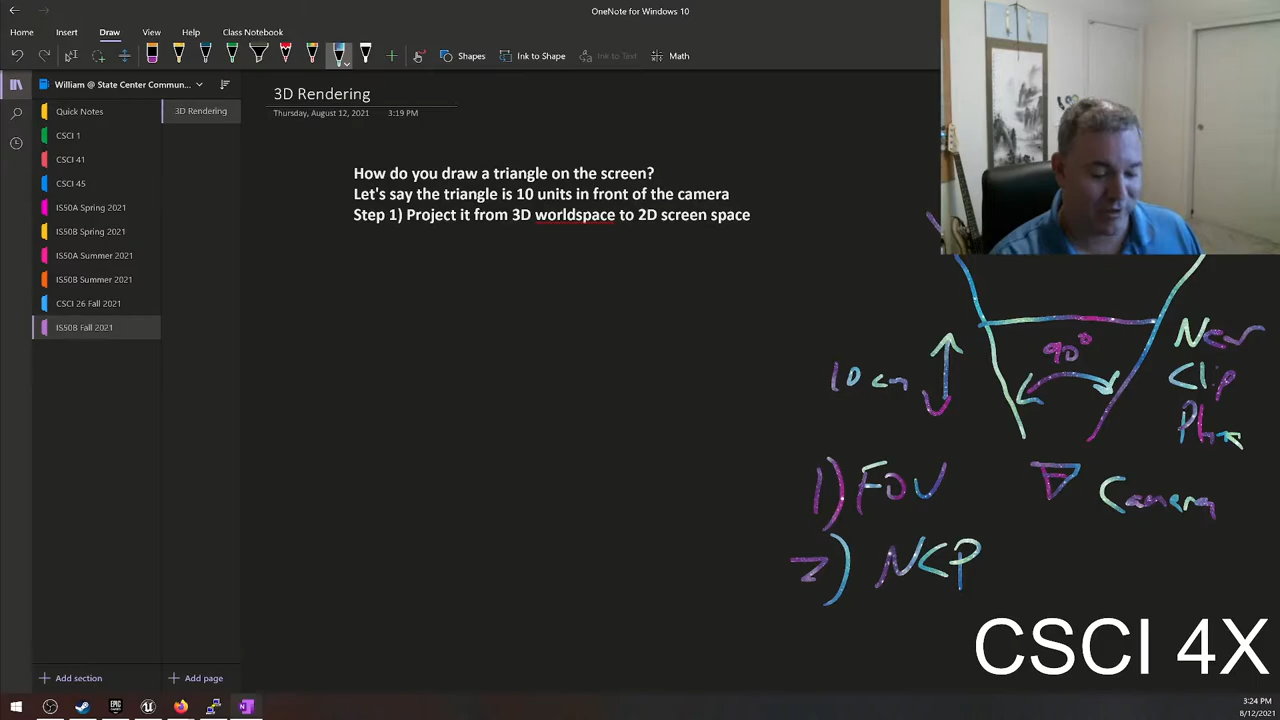 OneNote for Windows 10
Home
Insert
Draw
View
Help
Class Notebook
Shapes
Ink to Shape
Ink to Text
Math
William @ State Center Commun...
Quick Notes
CSCI 1
CSCI 41
CSCI 45
IS50A Spring 2021
IS50B Spring 2021
IS50A Summer 2021
IS50B Summer 2021
CSCI 26 Fall 2021
IS50B Fall 2021
Add section
3D Rendering
Add page
3D Rendering
Thursday, August 12, 2021 3:19 PM
How do you draw a triangle on the screen?
Let's say the triangle is 10 units in front of the camera
Step 1) Project it from 3D worldspace to 2D screen space
90°
10 cm
Near
Clip
Plane
1) FOV
Camera
2) NCP
CSCI 4X
EPIC
3:24 PM
8/12/2021